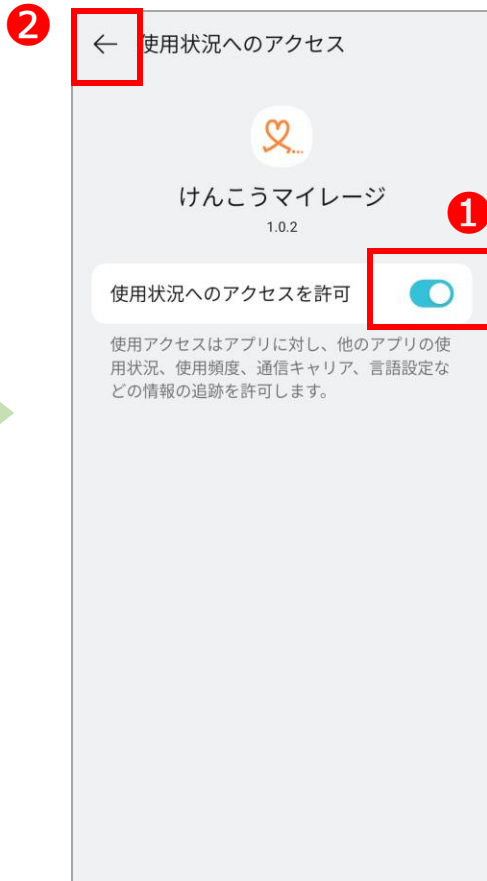 ❷
← 使用状況へのアクセス
けんこうマイレージ
1.0.2
❶
使用状況へのアクセスを許可
使用アクセスはアプリに対し、他のアプリの使
用状況、使用頻度、通信キャリア、言語設定な
どの情報の追跡を許可します。